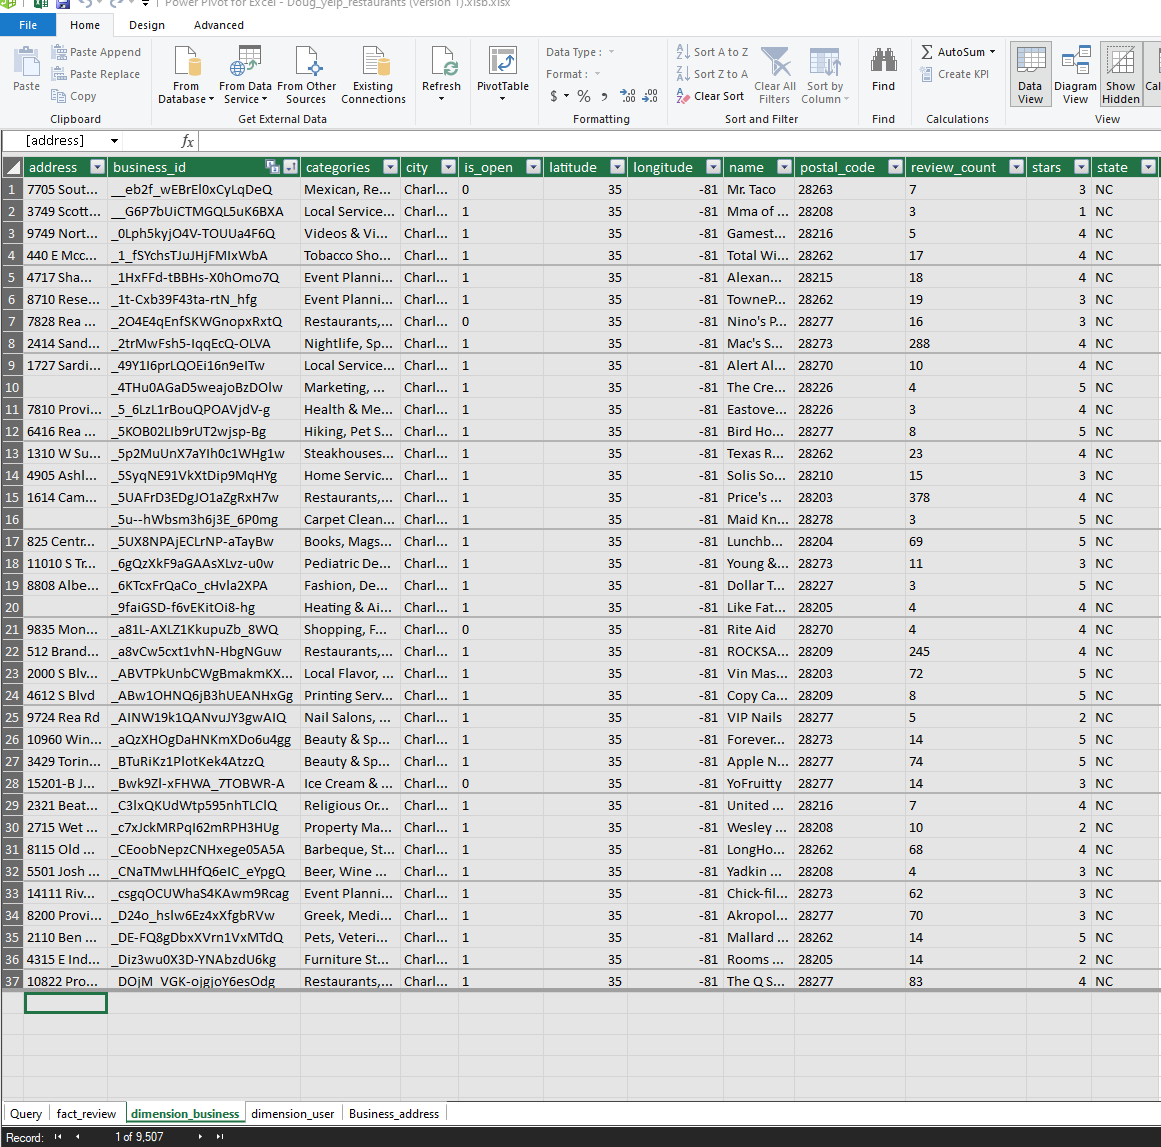 Power Pivot for Excel - Doug_yelp_restaurants (version 1).xlsb.xlsx
File Home Design Advanced
Paste Paste Append Paste Replace Copy
From Database From Data Service From Other Sources Existing Connections
Refresh PivotTable
Data Type : Format : $ % ,
Sort A to Z Sort Z to A Clear Sort Clear All Filters Sort by Column
Find
AutoSum Create KPI
Data View Diagram View Show Hidden
Clipboard Get External Data Formatting Sort and Filter Find Calculations View
[address] fx
address business_id categories city is_open latitude longitude name postal_code review_count stars state
1 7705 Sout... __eb2f_wEBrEl0xCyLqDeQ Mexican, Re... Charl... 0 35 -81 Mr. Taco 28263 7 3 NC
2 3749 Scott... __G6P7bUiCTMGQL5uK6BXA Local Service... Charl... 1 35 -81 Mma of ... 28208 3 1 NC
3 9749 Nort... _0Lph5kyjO4V-TOUUa4F6Q Videos & Vi... Charl... 1 35 -81 Gamest... 28216 5 4 NC
4 440 E Mcc... _1_fSYchsTJuJHjFMIxWbA Tobacco Sho... Charl... 1 35 -81 Total Wi... 28262 17 4 NC
5 4717 Sha... _1HxFFd-tBBHs-X0hOmo7Q Event Planni... Charl... 1 35 -81 Alexan... 28215 18 4 NC
6 8710 Rese... _1t-Cxb39F43ta-rtN_hfg Event Planni... Charl... 1 35 -81 TowneP... 28262 19 3 NC
7 7828 Rea ... _2O4E4qEnfSKWGnopxRxtQ Restaurants,... Charl... 0 35 -81 Nino's P... 28277 16 3 NC
8 2414 Sand... _2trMwFsh5-IqqEcQ-OLVA Nightlife, Sp... Charl... 1 35 -81 Mac's S... 28273 288 4 NC
9 1727 Sardi... _49Y1I6prLQOEi16n9eITw Local Service... Charl... 1 35 -81 Alert Al... 28270 10 4 NC
10 _4THu0AGaD5weajoBzDOlw Marketing, ... Charl... 1 35 -81 The Cre... 28226 4 5 NC
11 7810 Provi... _5_6LzL1rBouQPOAVjdV-g Health & Me... Charl... 1 35 -81 Eastove... 28226 3 4 NC
12 6416 Rea ... _5KOB02LIb9rUT2wjsp-Bg Hiking, Pet S... Charl... 1 35 -81 Bird Ho... 28277 8 5 NC
13 1310 W Su... _5p2MuUnX7aYIh0c1WHg1w Steakhouses... Charl... 1 35 -81 Texas R... 28262 23 4 NC
14 4905 Ashl... _5SyqNE91VkXtDip9MqHYg Home Servic... Charl... 1 35 -81 Solis So... 28210 15 3 NC
15 1614 Cam... _5UAFrD3EDgJO1aZgRxH7w Restaurants,... Charl... 1 35 -81 Price's ... 28203 378 4 NC
16 _5u--hWbsm3h6j3E_6P0mg Carpet Clean... Charl... 1 35 -81 Maid Kn... 28278 3 5 NC
17 825 Centr... _5UX8NPAjECLrNP-aTayBw Books, Mags... Charl... 1 35 -81 Lunchb... 28204 69 5 NC
18 11010 S Tr... _6gQzXkF9aGAAsXLvz-u0w Pediatric De... Charl... 1 35 -81 Young &... 28273 11 3 NC
19 8808 Albe... _6KTcxFrQaCo_cHvla2XPA Fashion, De... Charl... 1 35 -81 Dollar T... 28227 3 5 NC
20 _9faiGSD-f6vEKitOi8-hg Heating & Ai... Charl... 1 35 -81 Like Fat... 28205 4 4 NC
21 9835 Mon... _a81L-AXLZ1KkupuZb_8WQ Shopping, F... Charl... 0 35 -81 Rite Aid 28270 4 4 NC
22 512 Brand... _a8vCw5cxt1vhN-HbgNGuw Restaurants,... Charl... 1 35 -81 ROCKSA... 28209 245 4 NC
23 2000 S Blv... _ABVTPkUnbCWgBmakmKX... Local Flavor, ... Charl... 1 35 -81 Vin Mas... 28203 72 5 NC
24 4612 S Blvd _ABw1OHNQ6jB3hUEANHxGg Printing Serv... Charl... 1 35 -81 Copy Ca... 28209 8 5 NC
25 9724 Rea Rd _AINW19k1QANvuJY3gwAIQ Nail Salons, ... Charl... 1 35 -81 VIP Nails 28277 5 2 NC
26 10960 Win... _aQzXHOgDaHNKmXDo6u4gg Beauty & Sp... Charl... 1 35 -81 Forever... 28273 14 5 NC
27 3429 Torin... _BTuRiKz1PlotKek4AtzzQ Beauty & Sp... Charl... 1 35 -81 Apple N... 28277 74 5 NC
28 15201-B J... _Bwk9Zl-xFHWA_7TOBWR-A Ice Cream & ... Charl... 0 35 -81 YoFruitty 28277 14 3 NC
29 2321 Beat... _C3lxQKUdWtp595nhTLClQ Religious Or... Charl... 1 35 -81 United ... 28216 7 4 NC
30 2715 Wet ... _c7xJckMRPqI62mRPH3HUg Property Ma... Charl... 1 35 -81 Wesley ... 28208 10 2 NC
31 8115 Old ... _CEoobNepzCNHxege05A5A Barbeque, St... Charl... 1 35 -81 LongHo... 28262 68 4 NC
32 5501 Josh ... _CNaTMwLHHfQ6eIC_eYpgQ Beer, Wine ... Charl... 1 35 -81 Yadkin ... 28208 4 3 NC
33 14111 Riv... _csgqOCUWhaS4KAwm9Rcag Event Planni... Charl... 1 35 -81 Chick-fil... 28273 62 3 NC
34 8200 Provi... _D24o_hslw6Ez4xXfgbRVw Greek, Medi... Charl... 1 35 -81 Akropol... 28277 70 3 NC
35 2110 Ben ... _DE-FQ8gDbxXVrn1VxMTdQ Pets, Veteri... Charl... 1 35 -81 Mallard ... 28262 14 5 NC
36 4315 E Ind... _Diz3wu0X3D-YNAbzdU6kg Furniture St... Charl... 1 35 -81 Rooms ... 28205 14 2 NC
37 10822 Pro... _DOjM_VGK-ojgjoY6esOdg Restaurants,... Charl... 1 35 -81 The Q S... 28277 83 4 NC
Query fact_review dimension_business dimension_user Business_address
Record: 1 of 9,507